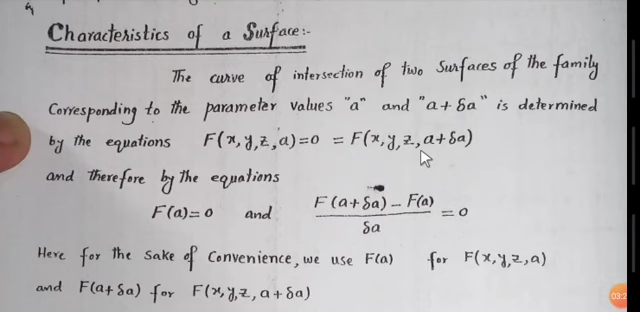 Characteristics of a Surface:-
The curve of intersection of two Surfaces of the family
Corresponding to the parameter values "a" and "a+δa" is determined
by the equations F(x,y,z,a)=0 = F(x,y,z,a+δa)
and therefore by the equations
F(a)=0 and F(a+δa) - F(a) / δa = 0
Here for the sake of Convenience, we use F(a) for F(x,y,z,a)
and F(a+δa) for F(x,y,z,a+δa)